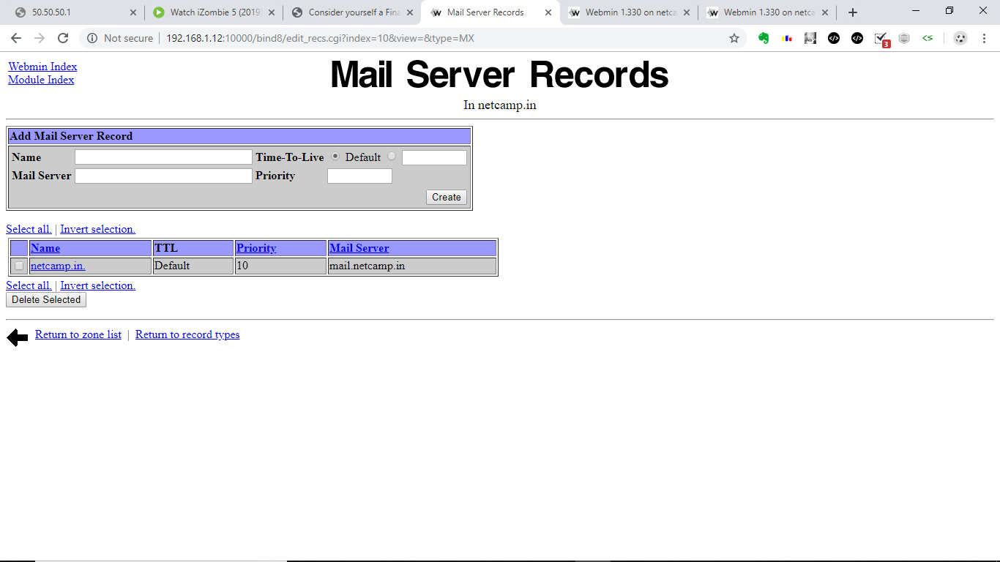 50.50.50.1
Watch iZombie 5 (2019)
Consider yourself a Fina
Mail Server Records
Webmin 1.330 on netca
Webmin 1.330 on netca
Not secure | 192.168.1.12:10000/bind8/edit_recs.cgi?index=10&view=&type=MX
3
Webmin Index
Module Index
Mail Server Records
In netcamp.in
Add Mail Server Record
Name Time-To-Live Default
Mail Server Priority
Create
Select all. | Invert selection.
Name TTL Priority Mail Server
netcamp.in. Default 10 mail.netcamp.in
Select all. | Invert selection.
Delete Selected
Return to zone list | Return to record types